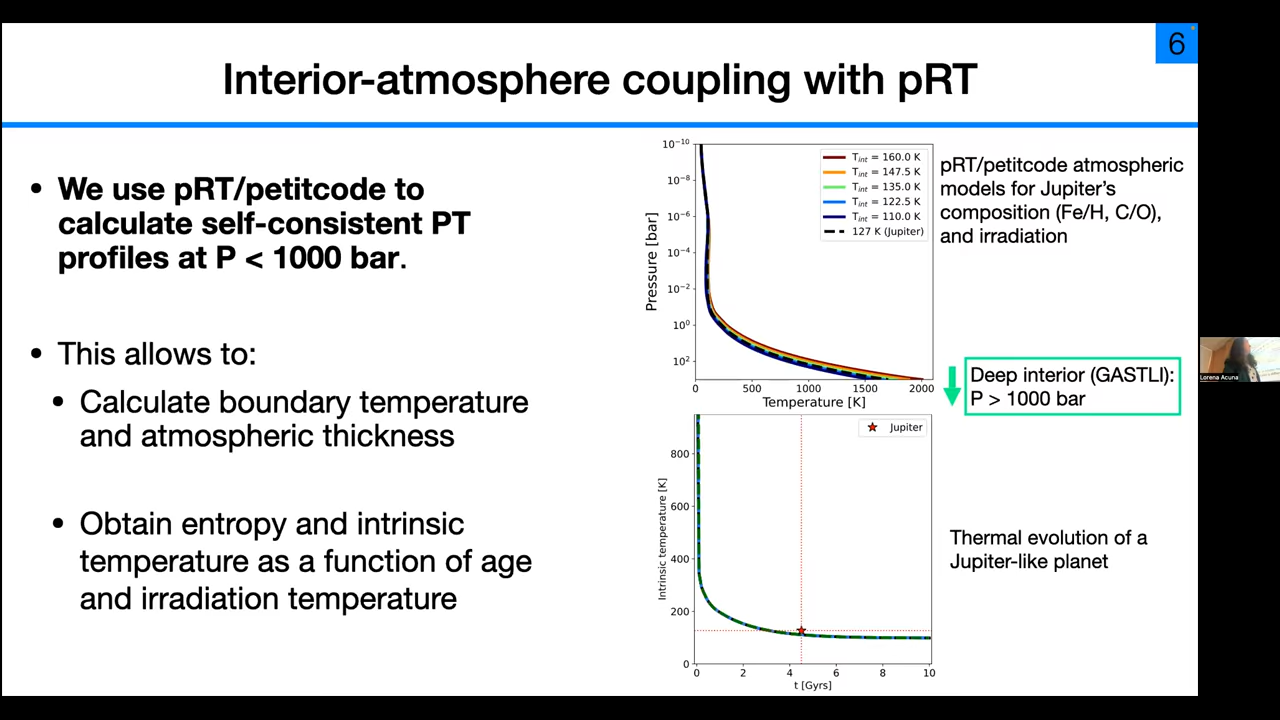 6
Interior-atmosphere coupling with pRT
• We use pRT/petitcode to
calculate self-consistent PT
profiles at P < 1000 bar.
• This allows to:
• Calculate boundary temperature
and atmospheric thickness
• Obtain entropy and intrinsic
temperature as a function of age
and irradiation temperature
10⁻¹⁰
10⁻⁸
10⁻⁶
10⁻⁴
10⁻²
10⁰
10²
Pressure [bar]
T_int = 160.0 K
T_int = 147.5 K
T_int = 135.0 K
T_int = 122.5 K
T_int = 110.0 K
127 K (Jupiter)
0 500 1000 1500 2000
Temperature [K]
pRT/petitcode atmospheric
models for Jupiter's
composition (Fe/H, C/O),
and irradiation
Deep interior (GASTLI):
P > 1000 bar
Jupiter
800
600
400
200
0
Intrinsic temperature [K]
0 2 4 6 8 10
t [Gyrs]
Thermal evolution of a
Jupiter-like planet
Lorena Acuna